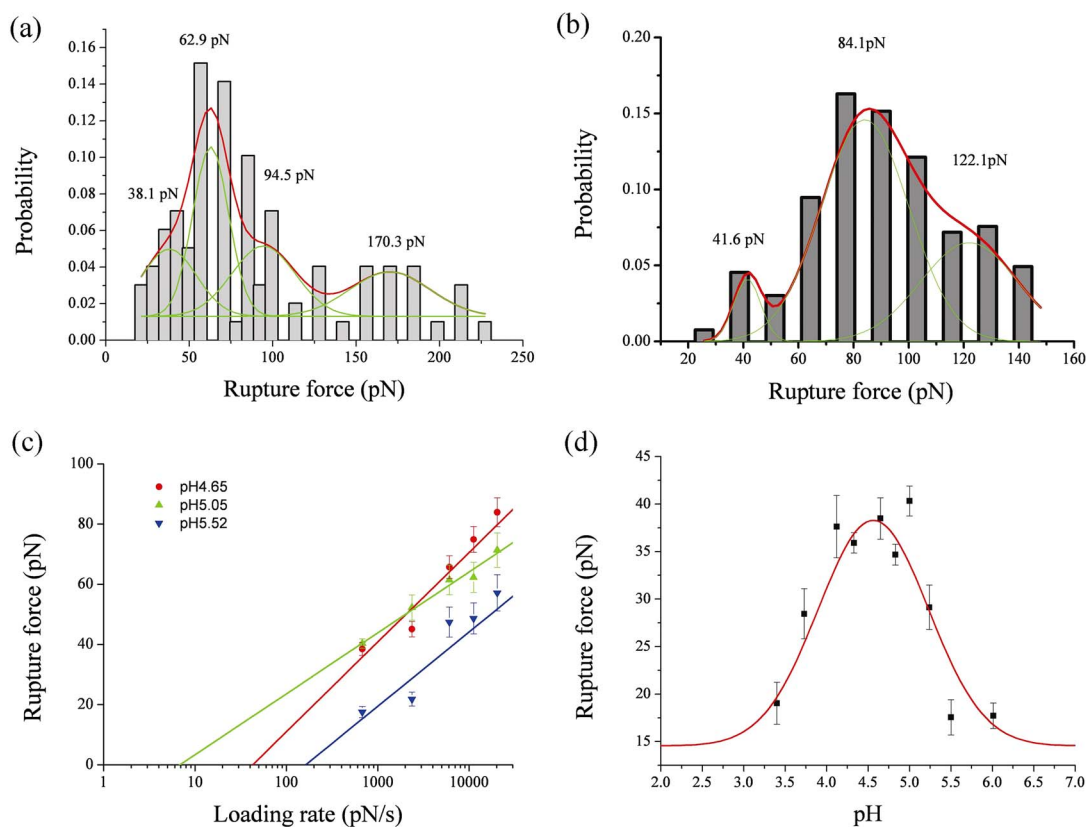 (a)
62.9 pN
38.1 pN
94.5 pN
170.3 pN
0.16
0.14
0.12
0.10
0.08
0.06
0.04
0.02
0.00
Probability
0
50
100
150
200
250
Rupture force (pN)
(b)
84.1pN
122.1pN
41.6 pN
0.20
0.15
0.10
0.05
0.00
Probability
20
40
60
80
100
120
140
160
Rupture force (pN)
(c)
pH4.65
pH5.05
pH5.52
100
80
60
40
20
0
Rupture force (pN)
1
10
100
1000
10000
Loading rate (pN/s)
(d)
45
40
35
30
25
20
15
Rupture force (pN)
2.0
2.5
3.0
3.5
4.0
4.5
5.0
5.5
6.0
6.5
7.0
pH